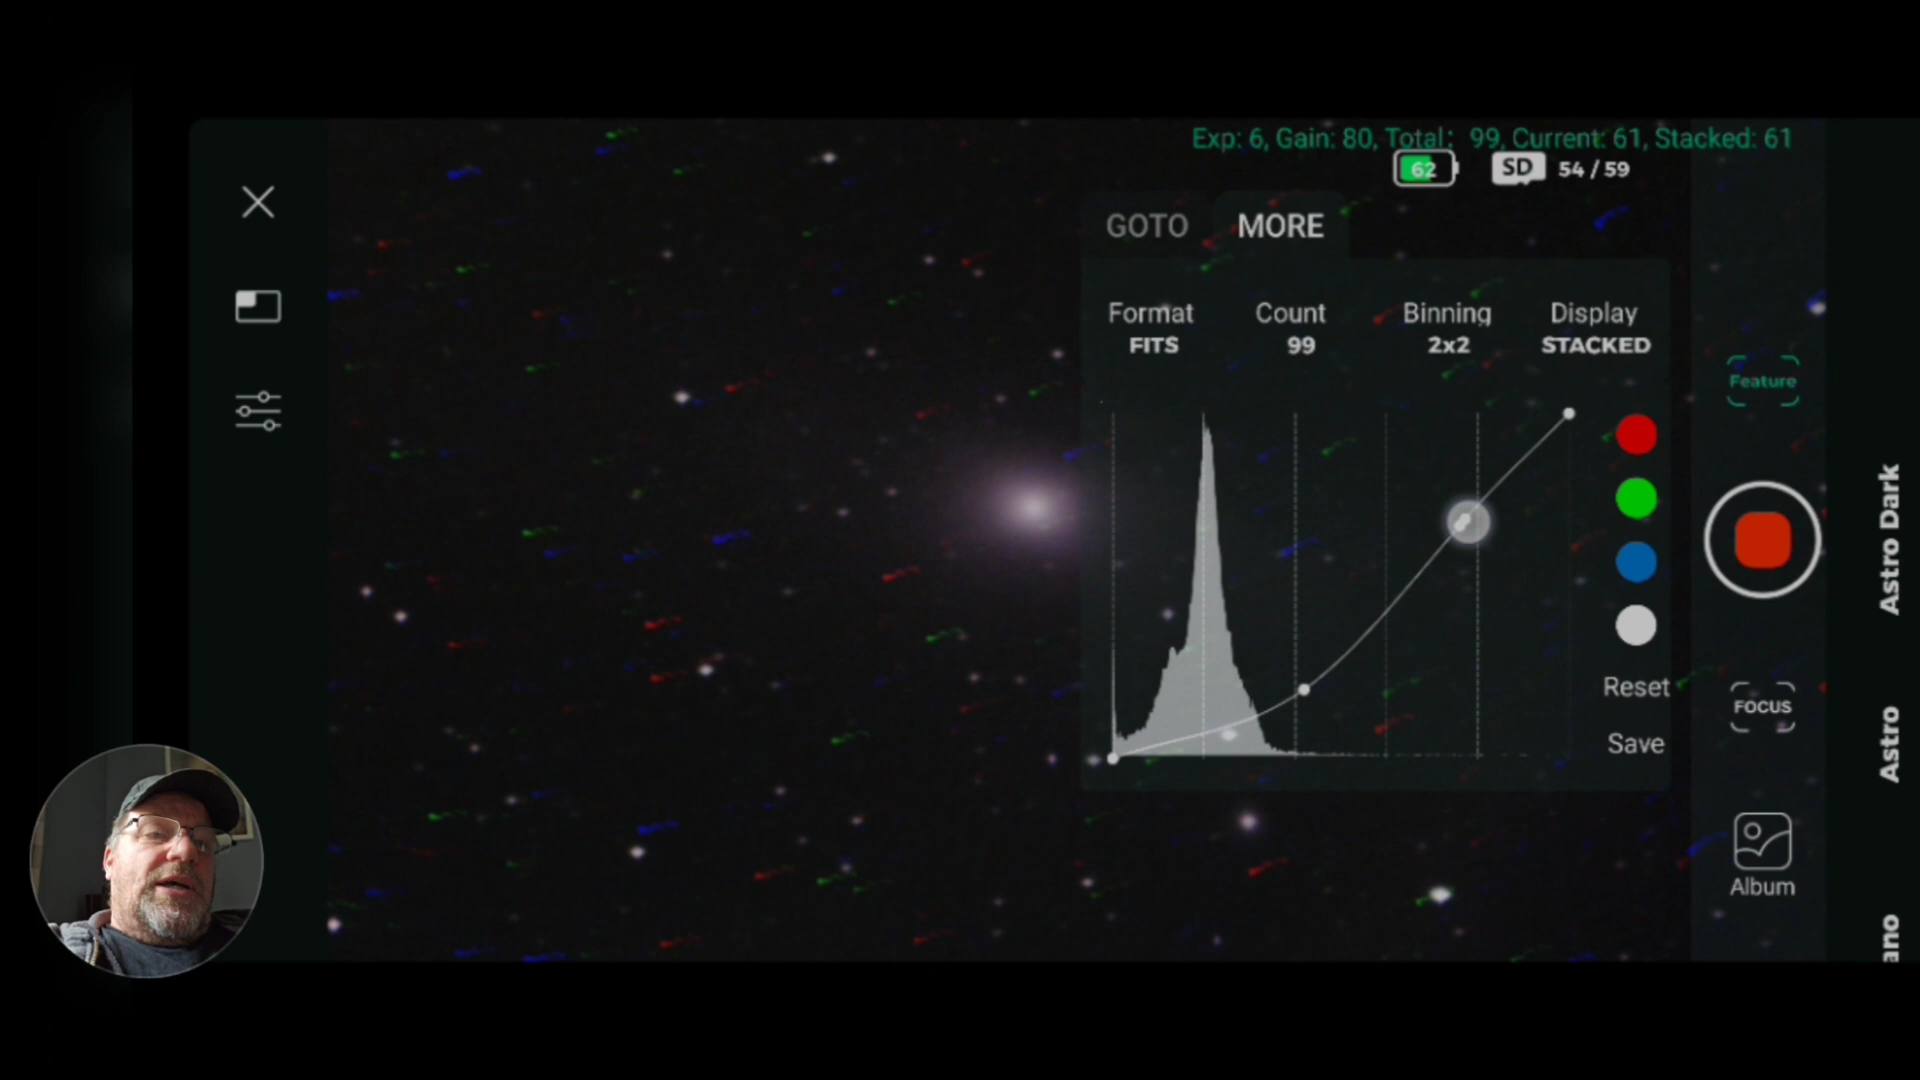 Exp: 6, Gain: 80, Total: 99, Current: 61, Stacked: 61
62
SD
54 / 59
GOTO
MORE
Format
Count
Binning
Display
FITS
99
2x2
STACKED
Feature
Reset
FOCUS
Save
Album
Astro Dark
Astro
ano